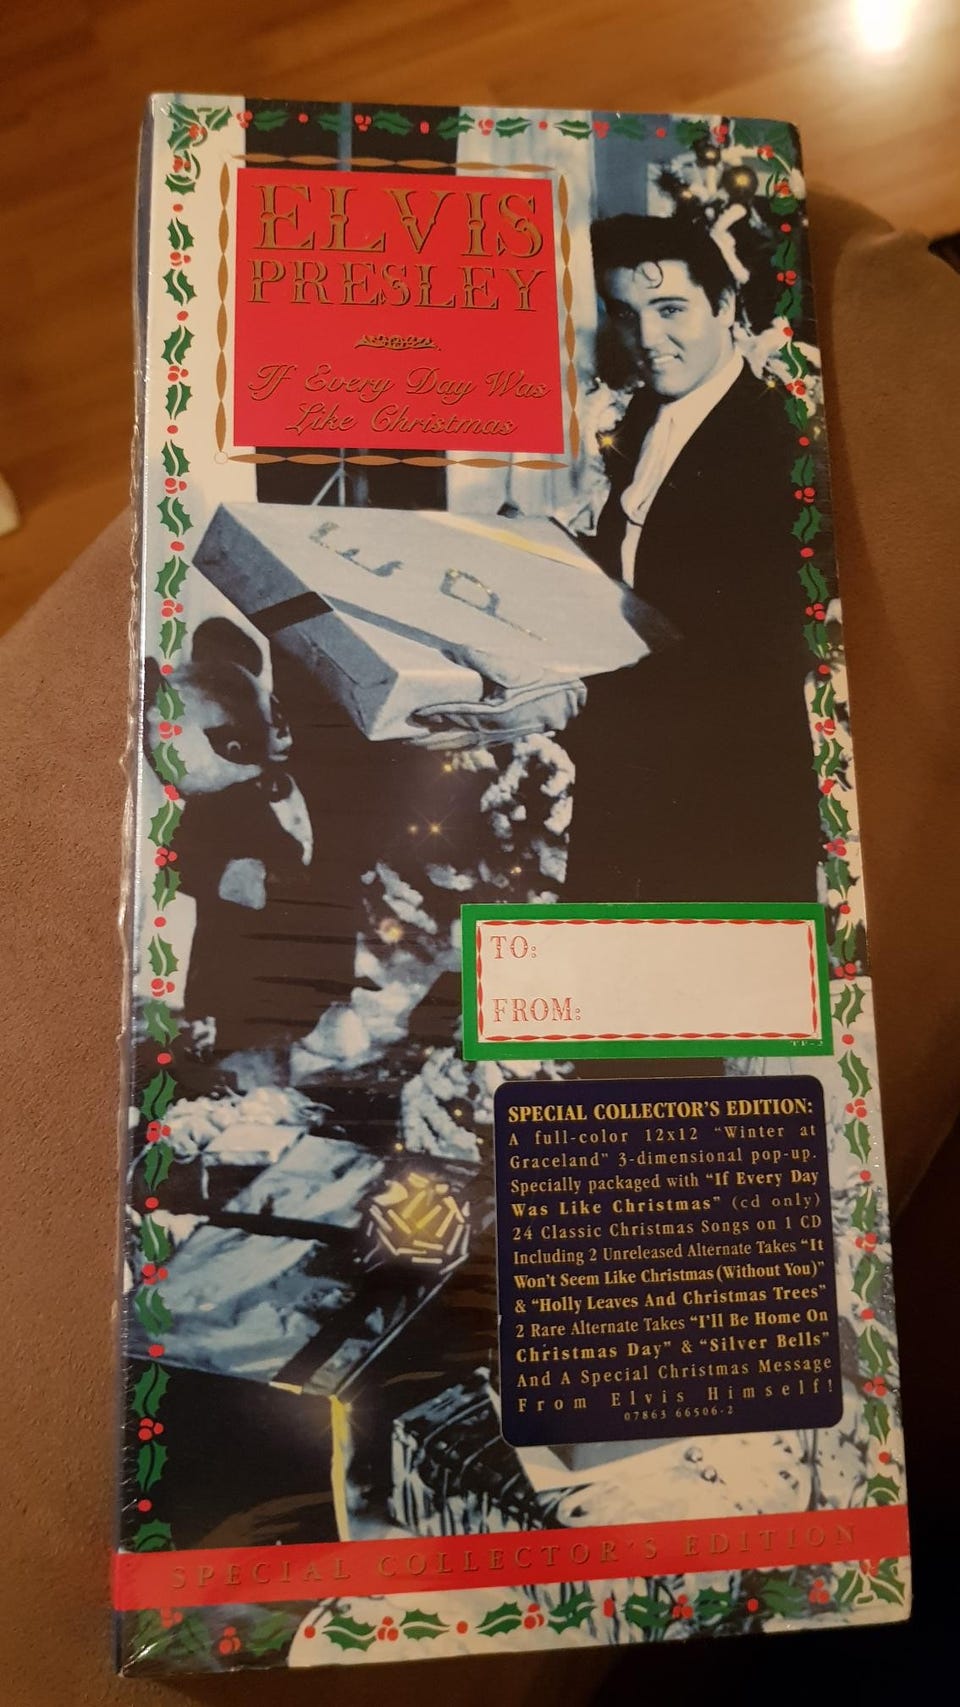 ELVIS
PRESLEY
If Every Day Was
Like Christmas
E P
TO:
FROM:
TF-2
SPECIAL COLLECTOR'S EDITION:
A full-color 12x12 "Winter at
Graceland" 3-dimensional pop-up.
Specially packaged with "If Every Day
Was Like Christmas" (cd only)
24 Classic Christmas Songs on 1 CD
Including 2 Unreleased Alternate Takes "It
Won't Seem Like Christmas (Without You)"
& "Holly Leaves And Christmas Trees"
2 Rare Alternate Takes "I'll Be Home On
Christmas Day" & "Silver Bells"
And A Special Christmas Message
From Elvis Himself!
07863 66506-2
SPECIAL COLLECTOR'S EDITION